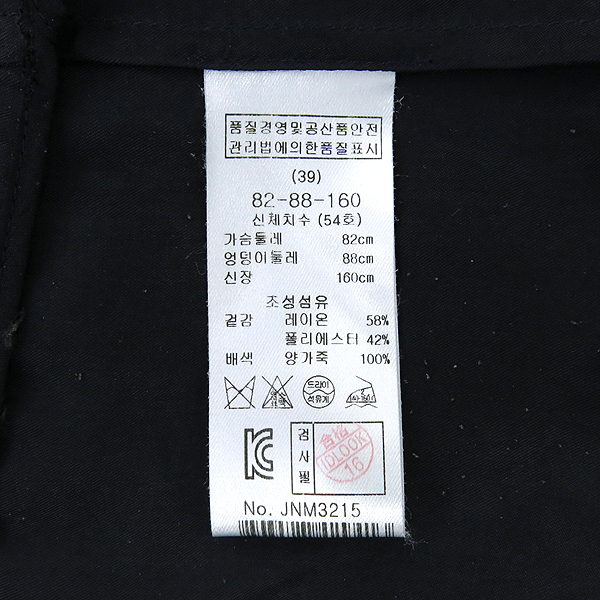 품질경영및공산품안전
관리법에의한품질표시
(39)
82-88-160
신체치수 (54호)
가슴둘레 82cm
엉덩이둘레 88cm
신장 160cm
조성섬유
겉감 레이온 58%
폴리에스터 42%
배색 양가죽 100%
드라이
석유계
검사필
합격
IDLOOK
16
No. JNM3215